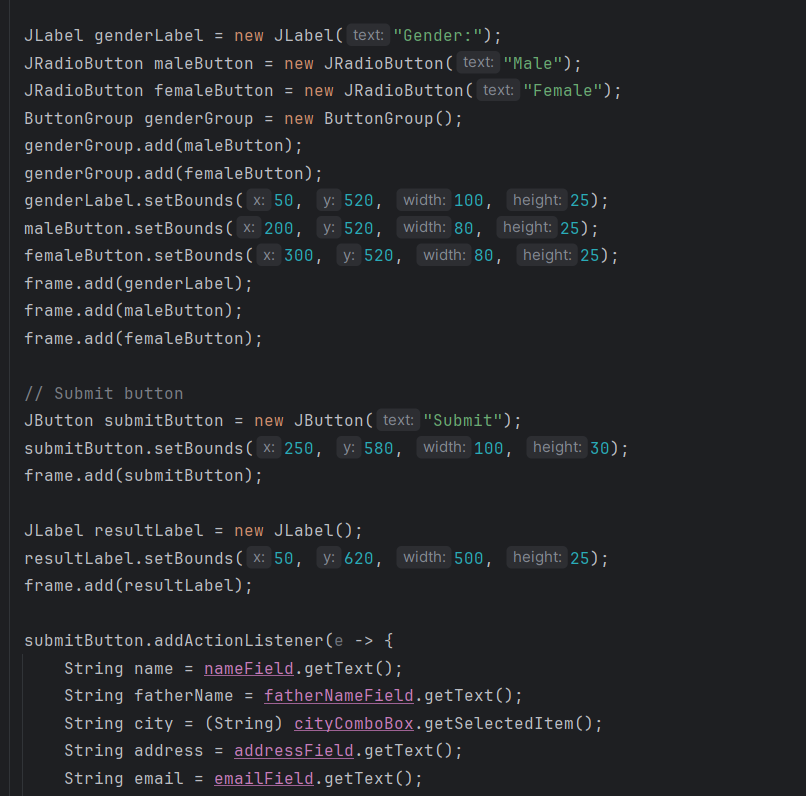 JLabel genderLabel = new JLabel( text: "Gender:");
JRadioButton maleButton = new JRadioButton( text: "Male");
JRadioButton femaleButton = new JRadioButton( text: "Female");
ButtonGroup genderGroup = new ButtonGroup();
genderGroup.add(maleButton);
genderGroup.add(femaleButton);
genderLabel.setBounds( x: 50, y: 520, width: 100, height: 25);
maleButton.setBounds( x: 200, y: 520, width: 80, height: 25);
femaleButton.setBounds( x: 300, y: 520, width: 80, height: 25);
frame.add(genderLabel);
frame.add(maleButton);
frame.add(femaleButton);
// Submit button
JButton submitButton = new JButton( text: "Submit");
submitButton.setBounds( x: 250, y: 580, width: 100, height: 30);
frame.add(submitButton);
JLabel resultLabel = new JLabel();
resultLabel.setBounds( x: 50, y: 620, width: 500, height: 25);
frame.add(resultLabel);
submitButton.addActionListener(e -> {
    String name = nameField.getText();
    String fatherName = fatherNameField.getText();
    String city = (String) cityComboBox.getSelectedItem();
    String address = addressField.getText();
    String email = emailField.getText();